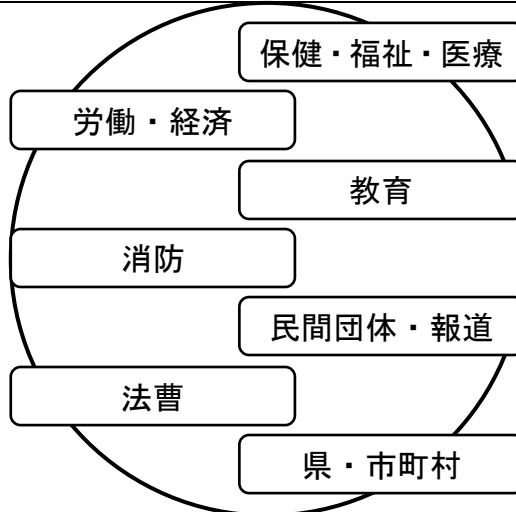 保健・福祉・医療
労働・経済
教育
消防
民間団体・報道
法曹
県・市町村